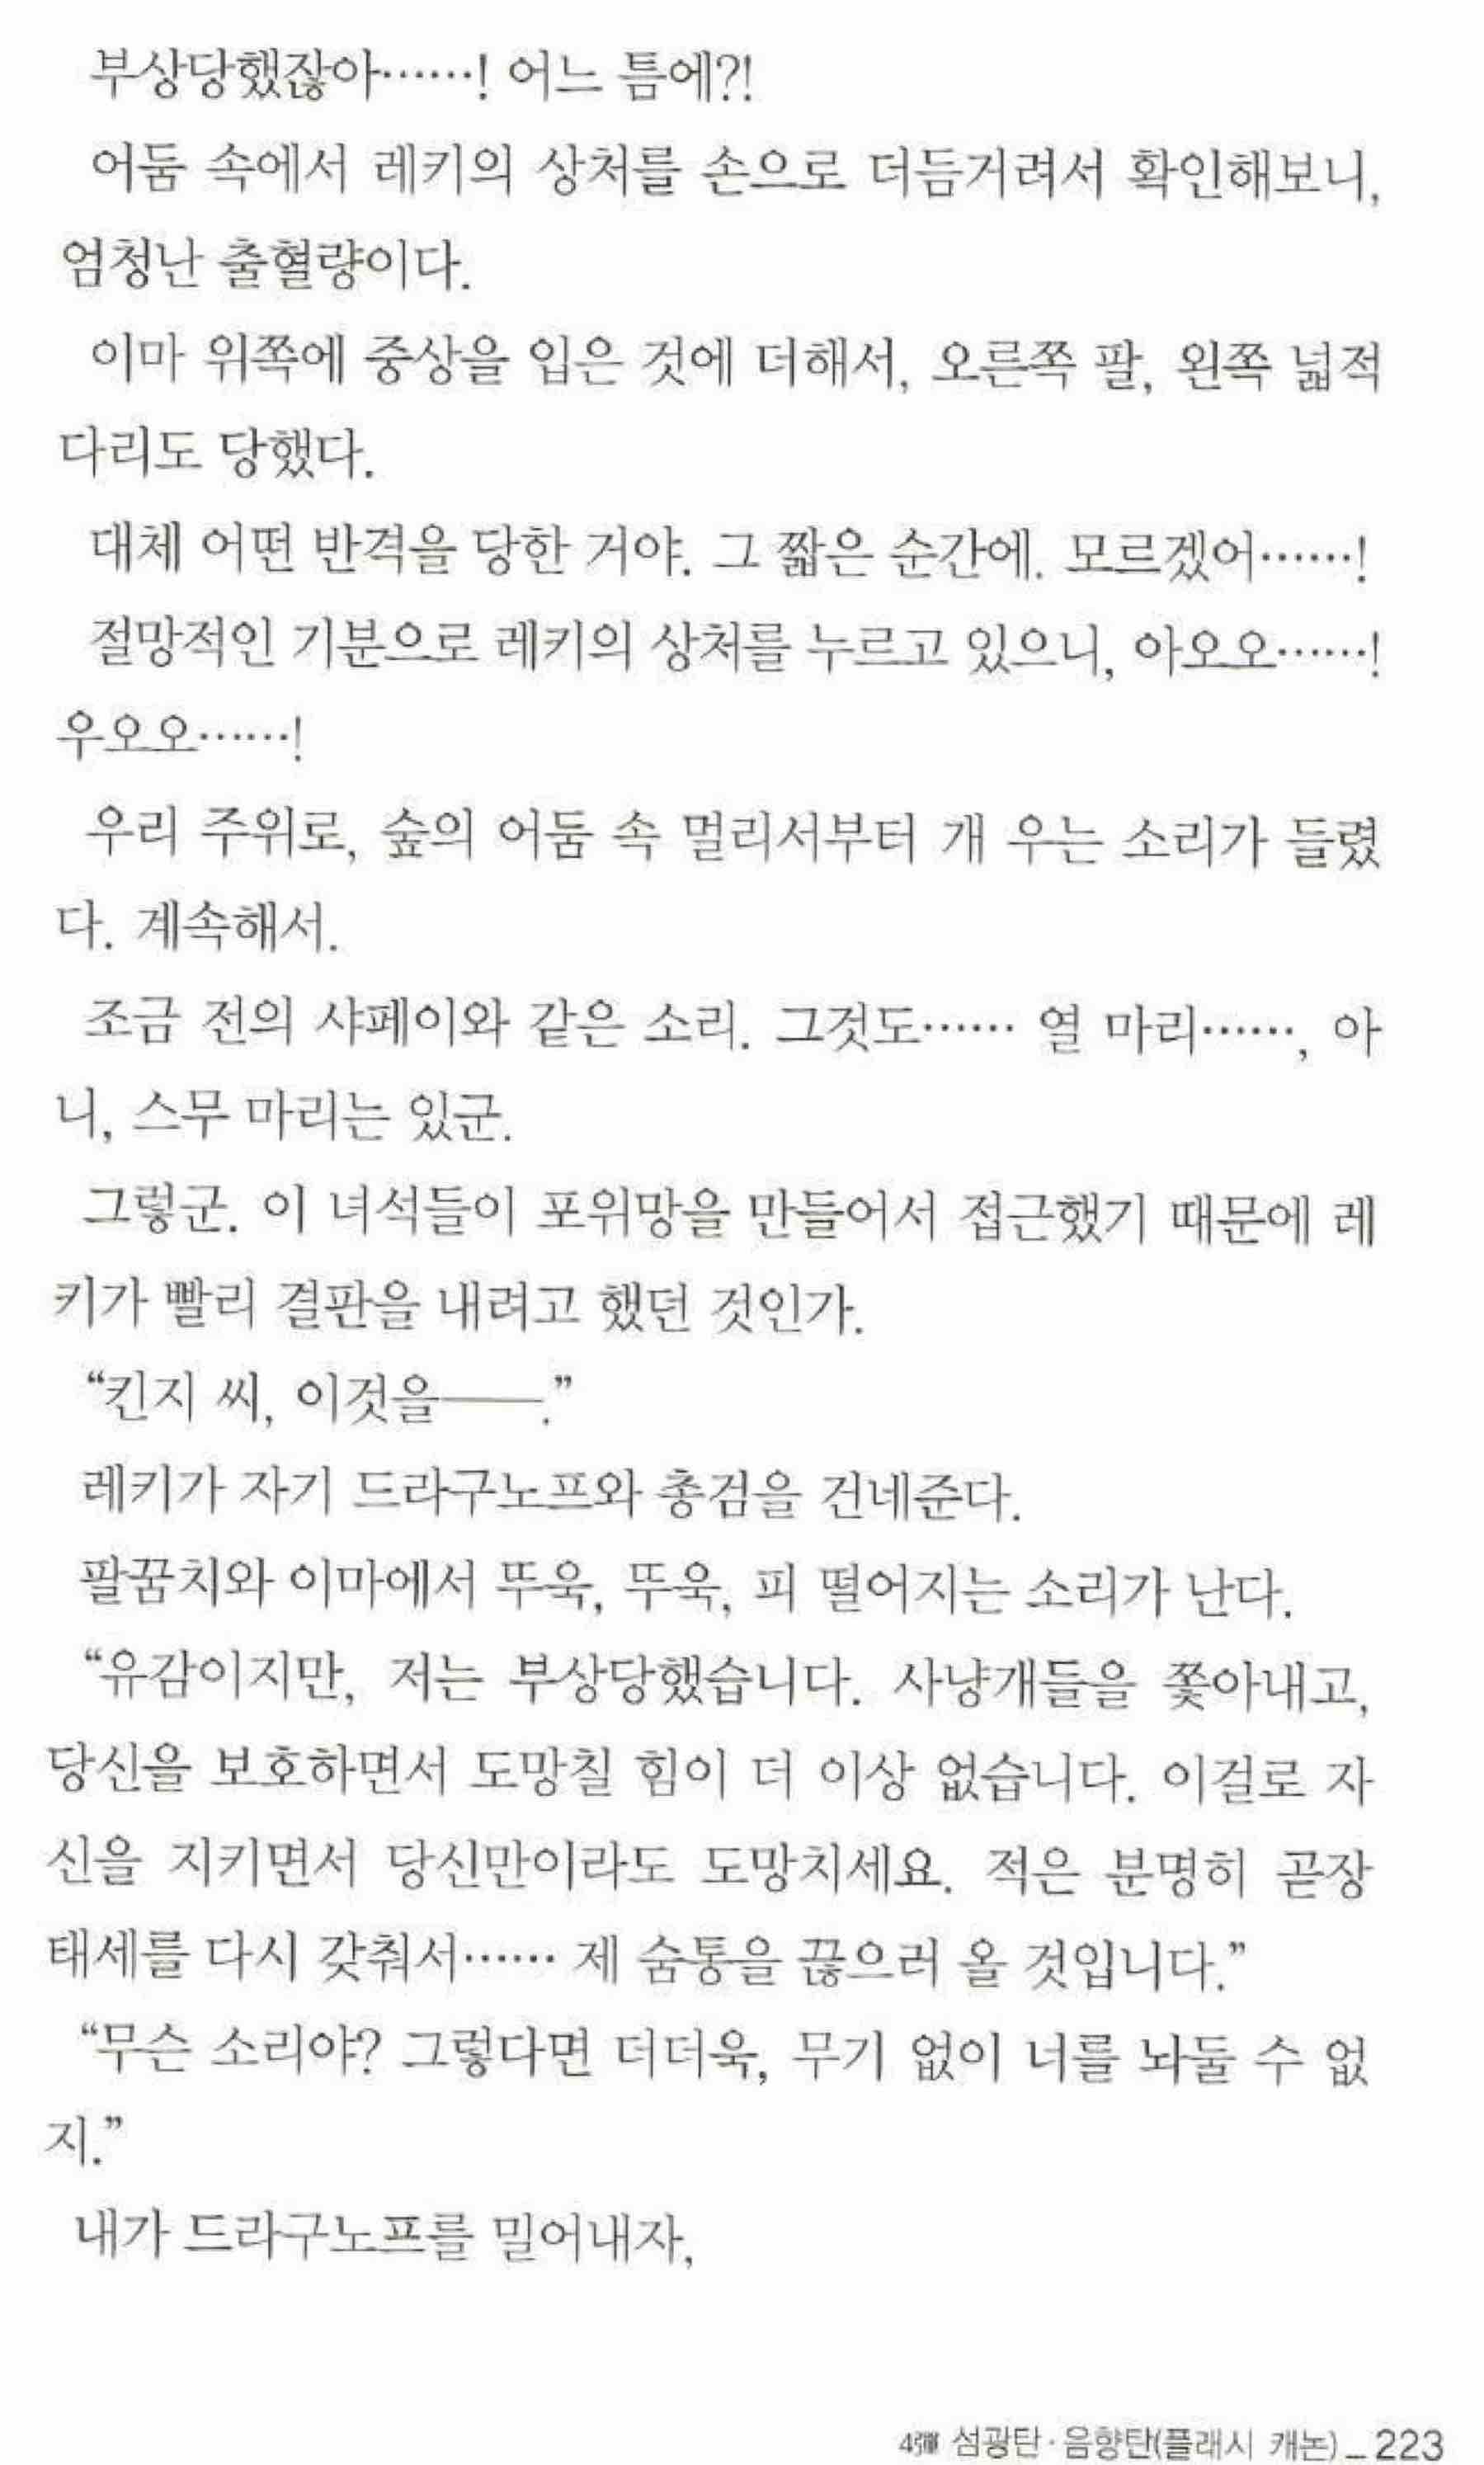 부상당했잖아……! 어느 틈에?!
어둠 속에서 레키의 상처를 손으로 더듬거려서 확인해보니,
엄청난 출혈량이다.
이마 위쪽에 중상을 입은 것에 더해서, 오른쪽 팔, 왼쪽 넓적
다리도 당했다.
대체 어떤 반격을 당한 거야. 그 짧은 순간에. 모르겠어……!
절망적인 기분으로 레키의 상처를 누르고 있으니, 아오오……!
우오오……!
우리 주위로, 숲의 어둠 속 멀리서부터 개 우는 소리가 들렸
다. 계속해서.
조금 전의 샤페이와 같은 소리. 그것도…… 열 마리……, 아
니, 스무 마리는 있군.
그렇군. 이 녀석들이 포위망을 만들어서 접근했기 때문에 레
키가 빨리 결판을 내려고 했던 것인가.
“킨지 씨, 이것을――.”
레키가 자기 드라구노프와 총검을 건네준다.
팔꿈치와 이마에서 뚜욱, 뚜욱, 피 떨어지는 소리가 난다.
“유감이지만, 저는 부상당했습니다. 사냥개들을 쫓아내고,
당신을 보호하면서 도망칠 힘이 더 이상 없습니다. 이걸로 자
신을 지키면서 당신만이라도 도망치세요. 적은 분명히 곧장
태세를 다시 갖춰서…… 제 숨통을 끊으러 올 것입니다.”
“무슨 소리야? 그렇다면 더더욱, 무기 없이 너를 놔둘 수 없
지.”
내가 드라구노프를 밀어내자,
4彈 섬광탄·음향탄(플래시 캐논)_223